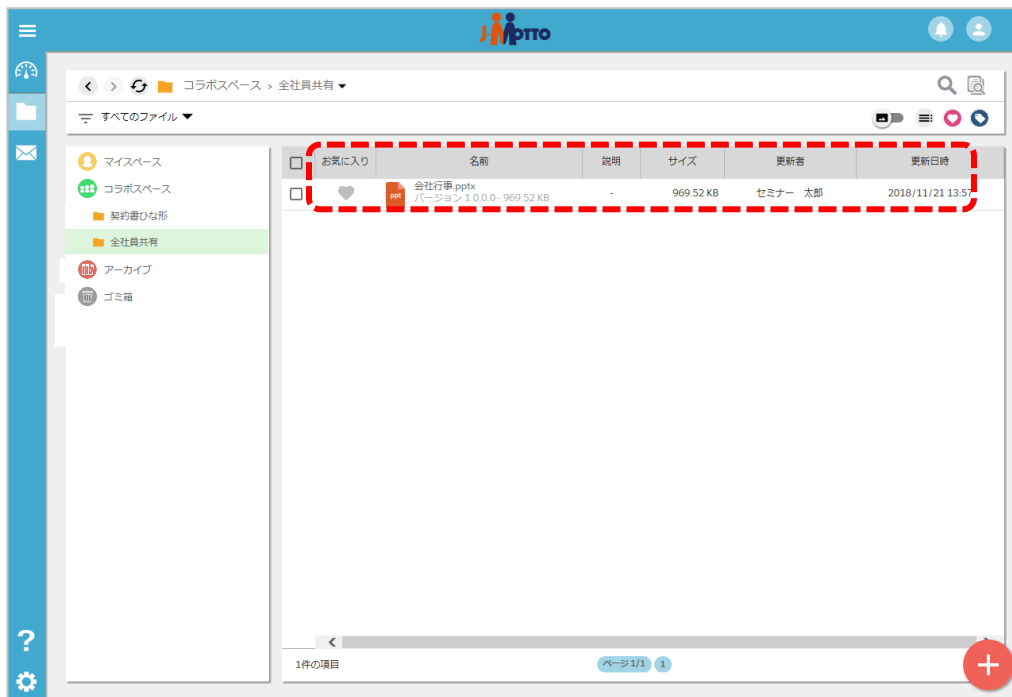 J-MOTTO
コラボスペース > 全社員共有 ▼
すべてのファイル ▼
マイスペース
コラボスペース
契約書ひな形
全社員共有
アーカイブ
ゴミ箱
お気に入り 名前 説明 サイズ 更新者 更新日時
ppt 会社行事.pptx - 969.52 KB セミナー 太郎 2018/11/21 13:57
バージョン 1.0.0.0 - 969.52 KB
?
1件の項目 ページ 1/1 1
+